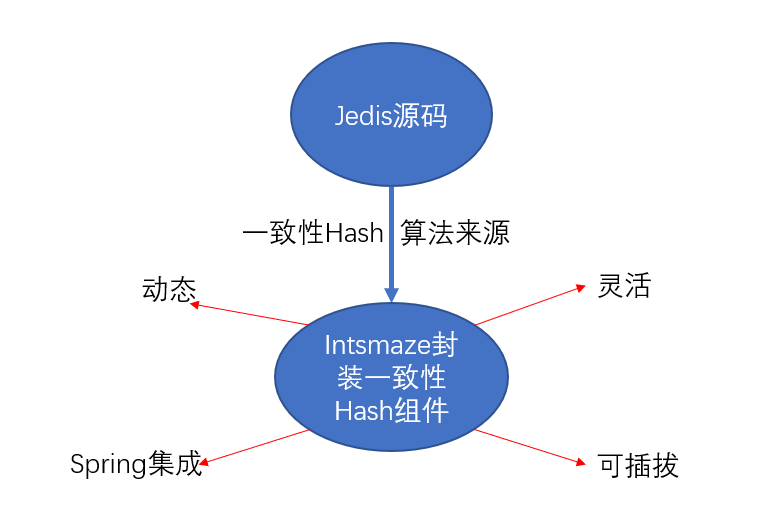 Jedis源码
一致性Hash 算法来源
动态
灵活
Intsmaze封
装一致性
Hash组件
Spring集成
可插拔